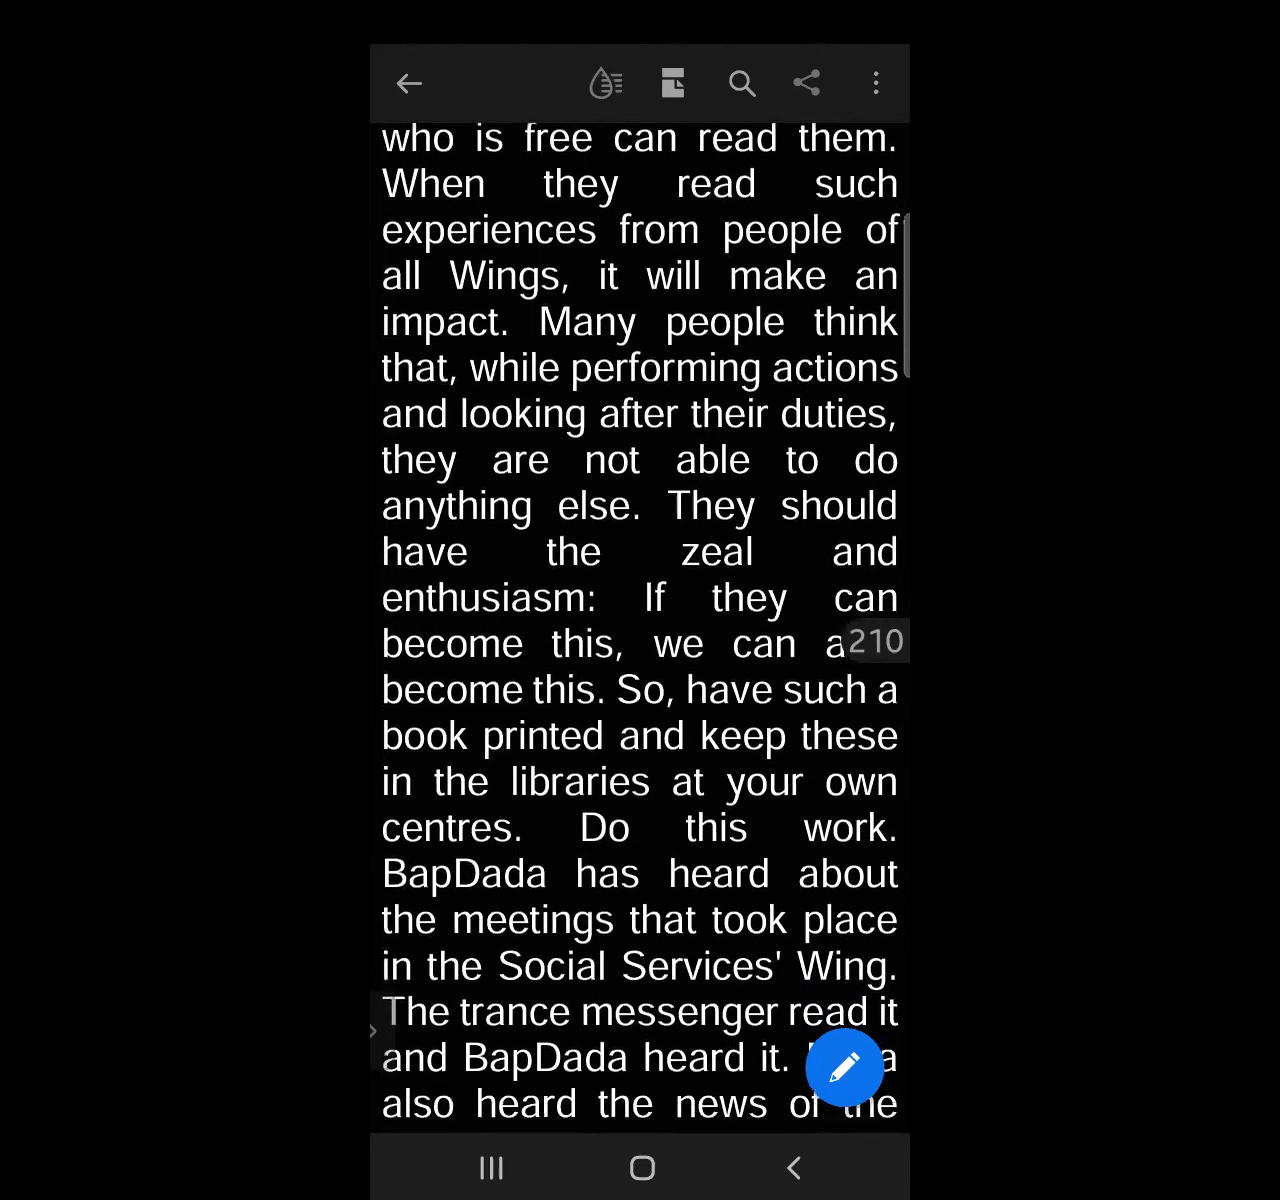 who is free can read them.
When they read such
experiences from people of
all Wings, it will make an
impact. Many people think
that, while performing actions
and looking after their duties,
they are not able to do
anything else. They should
have the zeal and
enthusiasm: If they can
become this, we can
210
become this. So, have such a
book printed and keep these
in the libraries at your own
centres. Do this work.
BapDada has heard about
the meetings that took place
in the Social Services' Wing.
The trance messenger read it
and BapDada heard it.
also heard the news of the